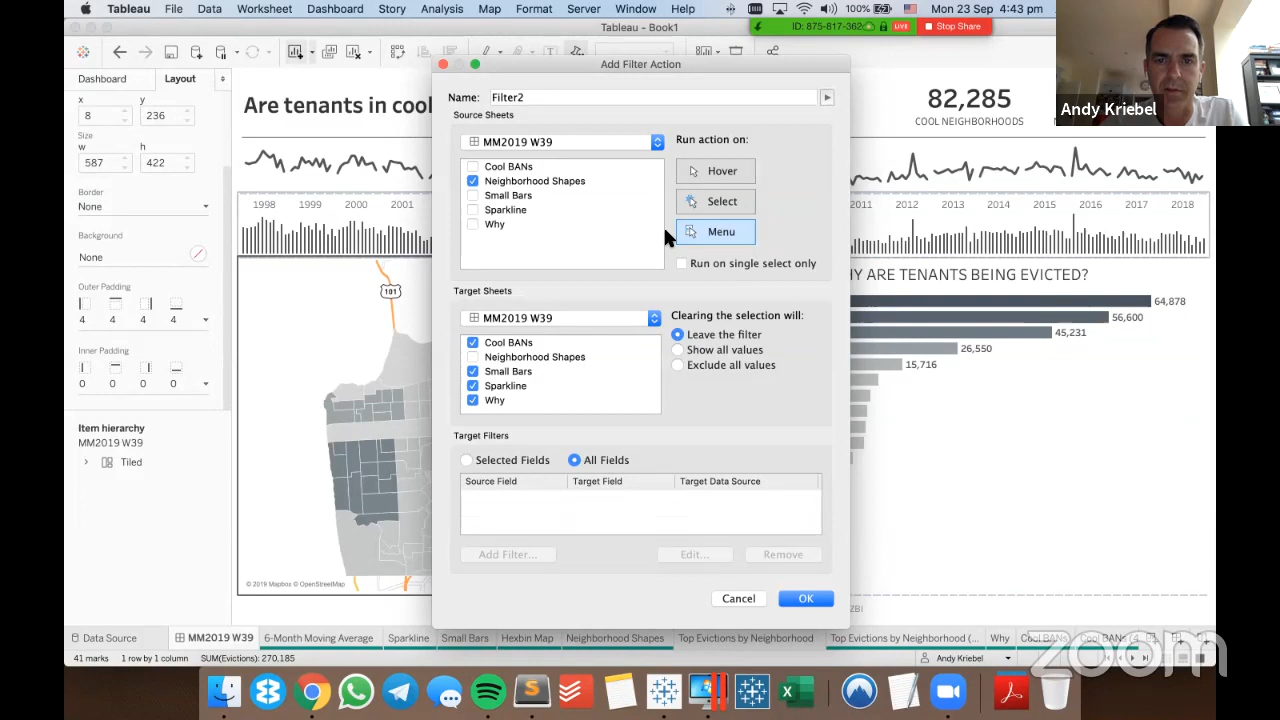 Tableau File Data Worksheet Dashboard Story Analysis Map Format Server Window Help 100% Mon 23 Sep 4:43 pm
Tableau - Book1
ID: 875-817-362 LIVE Stop Share
Dashboard Layout
x y
8 236
Size
w h
587 422
Border
None
Background
None
Outer Padding
4 4 4 4
Inner Padding
0 0 0 0
Item hierarchy
MM2019 W39
Tiled
Are tenants in cool
82,285
COOL NEIGHBORHOODS
Andy Kriebel
1998 1999 2000 2001
2011 2012 2013 2014 2015 2016 2017 2018
101
© 2019 Mapbox © OpenStreetMap
HY ARE TENANTS BEING EVICTED?
64,878
56,600
45,231
26,550
15,716
ZBI
Add Filter Action
Name: Filter2
Source Sheets
MM2019 W39
Cool BANs
Neighborhood Shapes
Small Bars
Sparkline
Why
Run action on:
Hover
Select
Menu
Run on single select only
Target Sheets
MM2019 W39
Cool BANs
Neighborhood Shapes
Small Bars
Sparkline
Why
Clearing the selection will:
Leave the filter
Show all values
Exclude all values
Target Filters
Selected Fields All Fields
Source Field Target Field Target Data Source
Add Filter... Edit... Remove
Cancel OK
Data Source MM2019 W39 6-Month Moving Average Sparkline Small Bars Hexbin Map Neighborhood Shapes Top Evictions by Neighborhood Top Evictions by Neighborhood (... Why Cool BANs Cool BANs (4
41 marks 1 row by 1 column SUM(Evictions): 270,185 Andy Kriebel
zoom